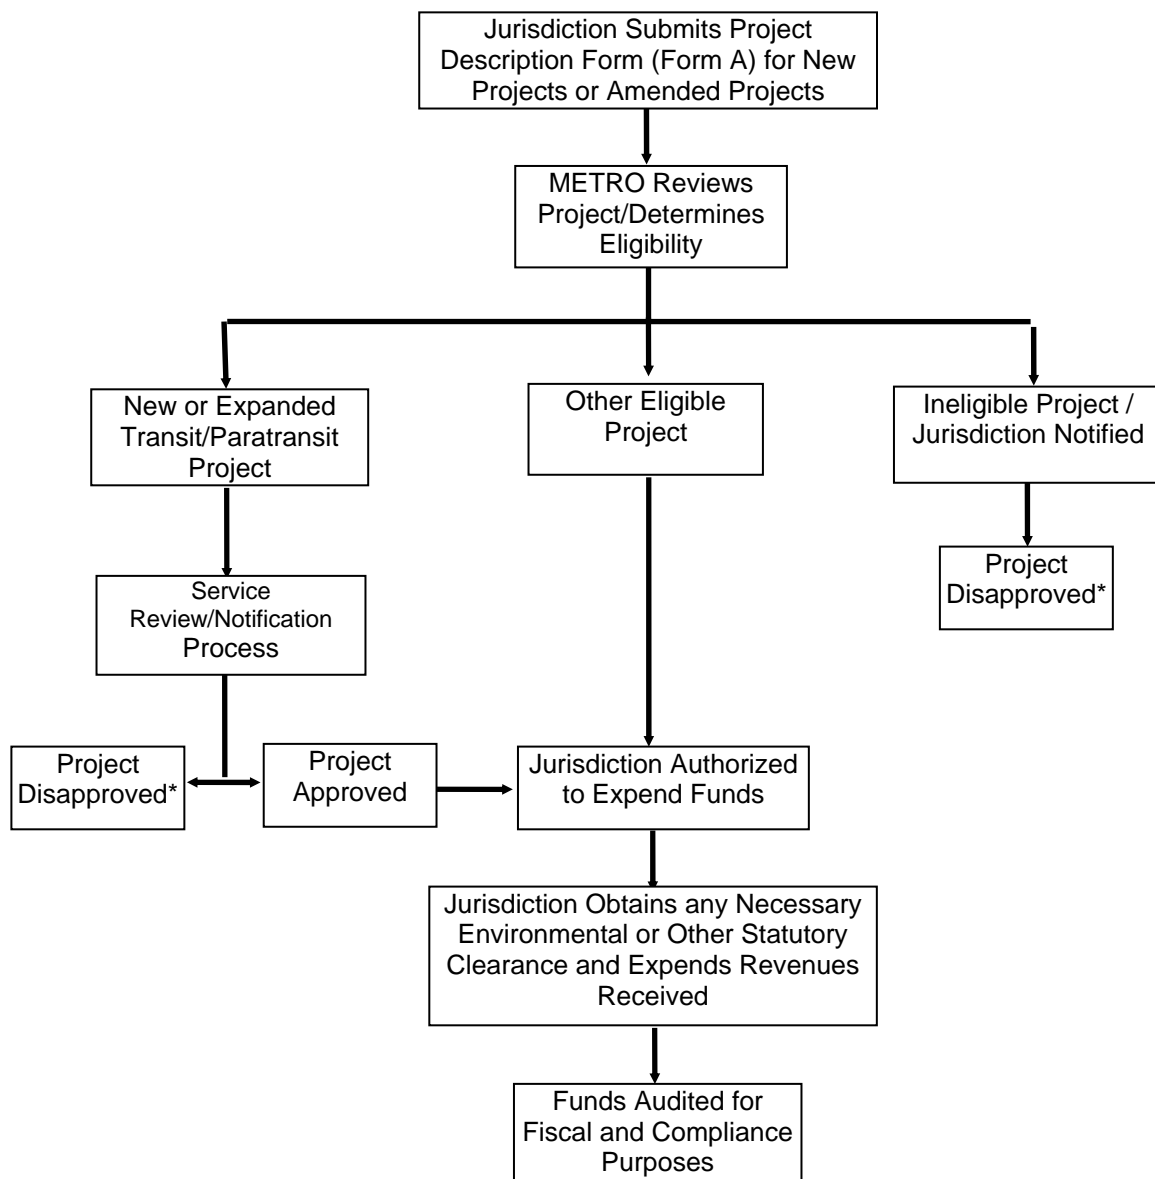 Jurisdiction Submits Project
Description Form (Form A) for New
Projects or Amended Projects
METRO Reviews
Project/Determines
Eligibility
New or Expanded
Transit/Paratransit
Project
Other Eligible
Project
Ineligible Project /
Jurisdiction Notified
Service
Review/Notification
Process
Project
Disapproved*
Project
Disapproved*
Project
Approved
Jurisdiction Authorized
to Expend Funds
Jurisdiction Obtains any Necessary
Environmental or Other Statutory
Clearance and Expends Revenues
Received
Funds Audited for
Fiscal and Compliance
Purposes